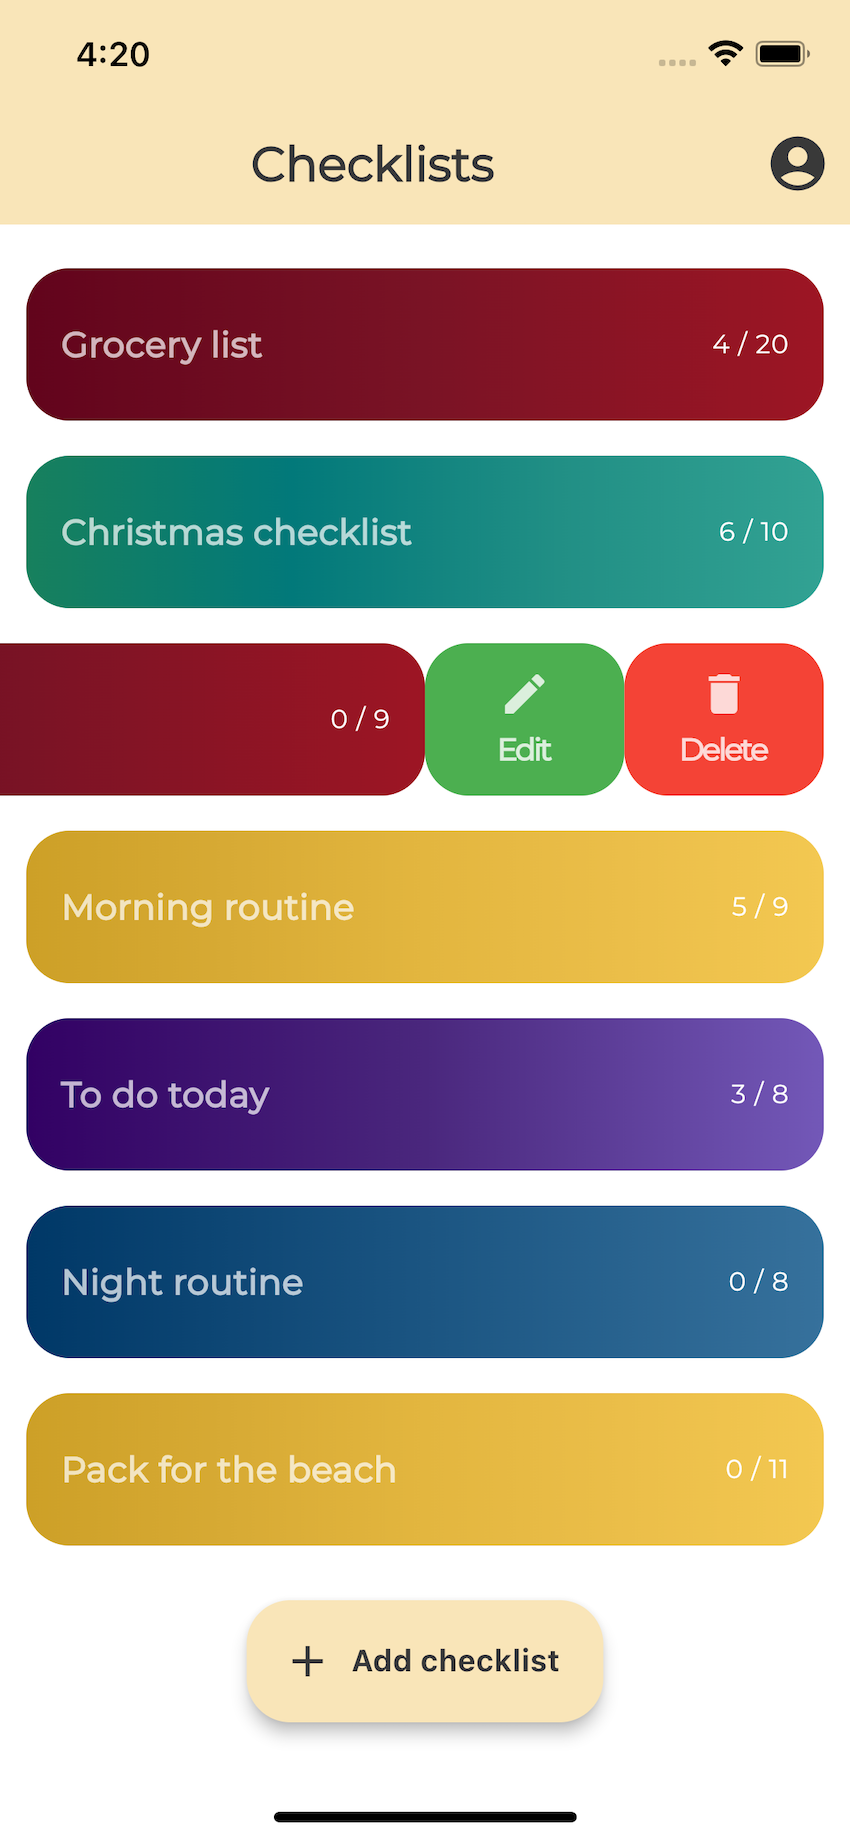 4:20
Checklists
Grocery list 4 / 20
Christmas checklist 6 / 10
0 / 9 Edit Delete
Morning routine 5 / 9
To do today 3 / 8
Night routine 0 / 8
Pack for the beach 0 / 11
+ Add checklist